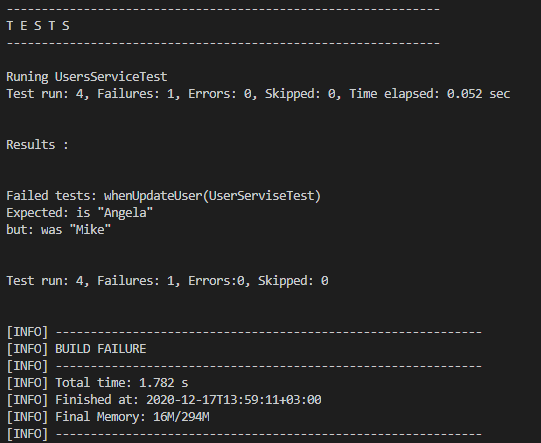 --------------------------------------------------------------
T E S T S
--------------------------------------------------------------
Runing UsersServiceTest
Test run: 4, Failures: 1, Errors: 0, Skipped: 0, Time elapsed: 0.052 sec
Results :
Failed tests: whenUpdateUser(UserServiseTest)
Expected: is "Angela"
but: was "Mike"
Test run: 4, Failures: 1, Errors:0, Skipped: 0
[INFO] -------------------------------------------------------------
[INFO] BUILD FAILURE
[INFO] -------------------------------------------------------------
[INFO] Total time: 1.782 s
[INFO] Finished at: 2020-12-17T13:59:11+03:00
[INFO] Final Memory: 16M/294M
[INFO] -------------------------------------------------------------